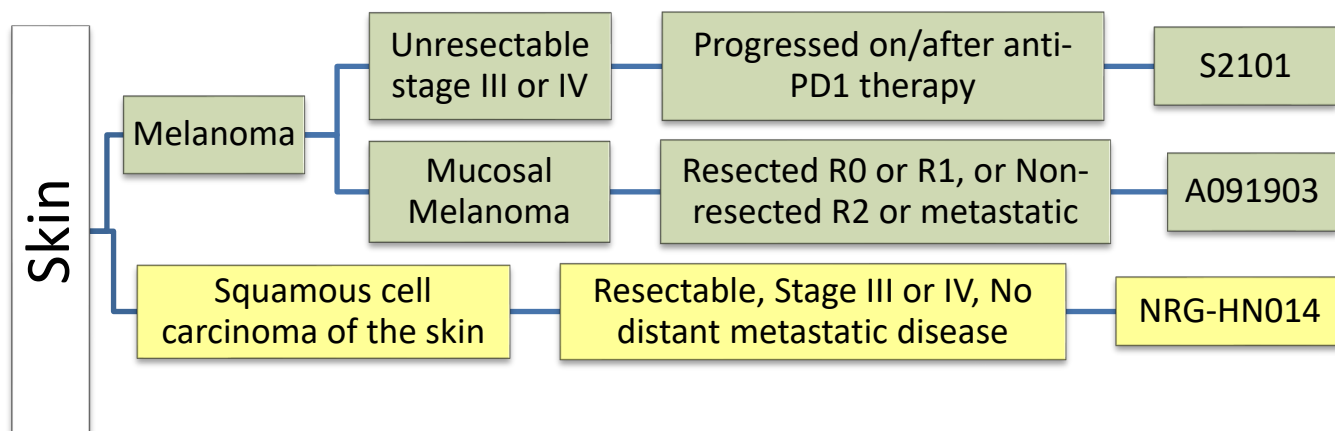 Skin
Melanoma
Unresectable
stage III or IV
Progressed on/after anti-
PD1 therapy
S2101
Mucosal
Melanoma
Resected R0 or R1, or Non-
resected R2 or metastatic
A091903
Squamous cell
carcinoma of the skin
Resectable, Stage III or IV, No
distant metastatic disease
NRG-HN014